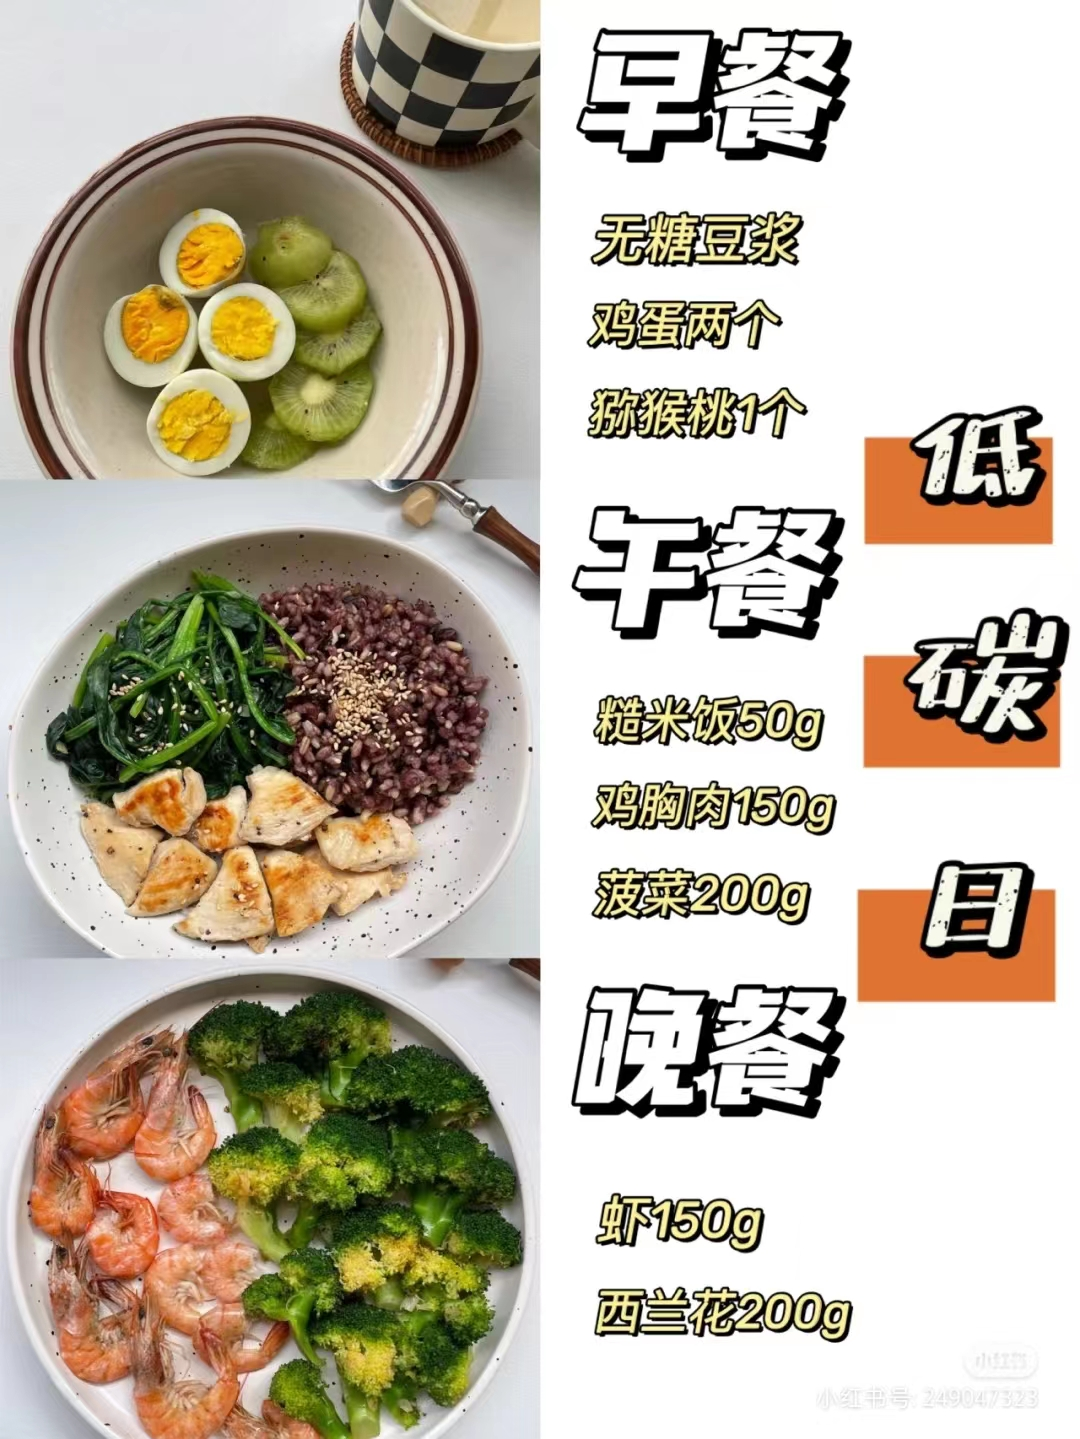 早餐
无糖豆浆
鸡蛋两个
猕猴桃1个
午餐
糙米饭50g
鸡胸肉150g
菠菜200g
晚餐
虾150g
西兰花200g
低
碳
日
小红书
小红书号: 249047323